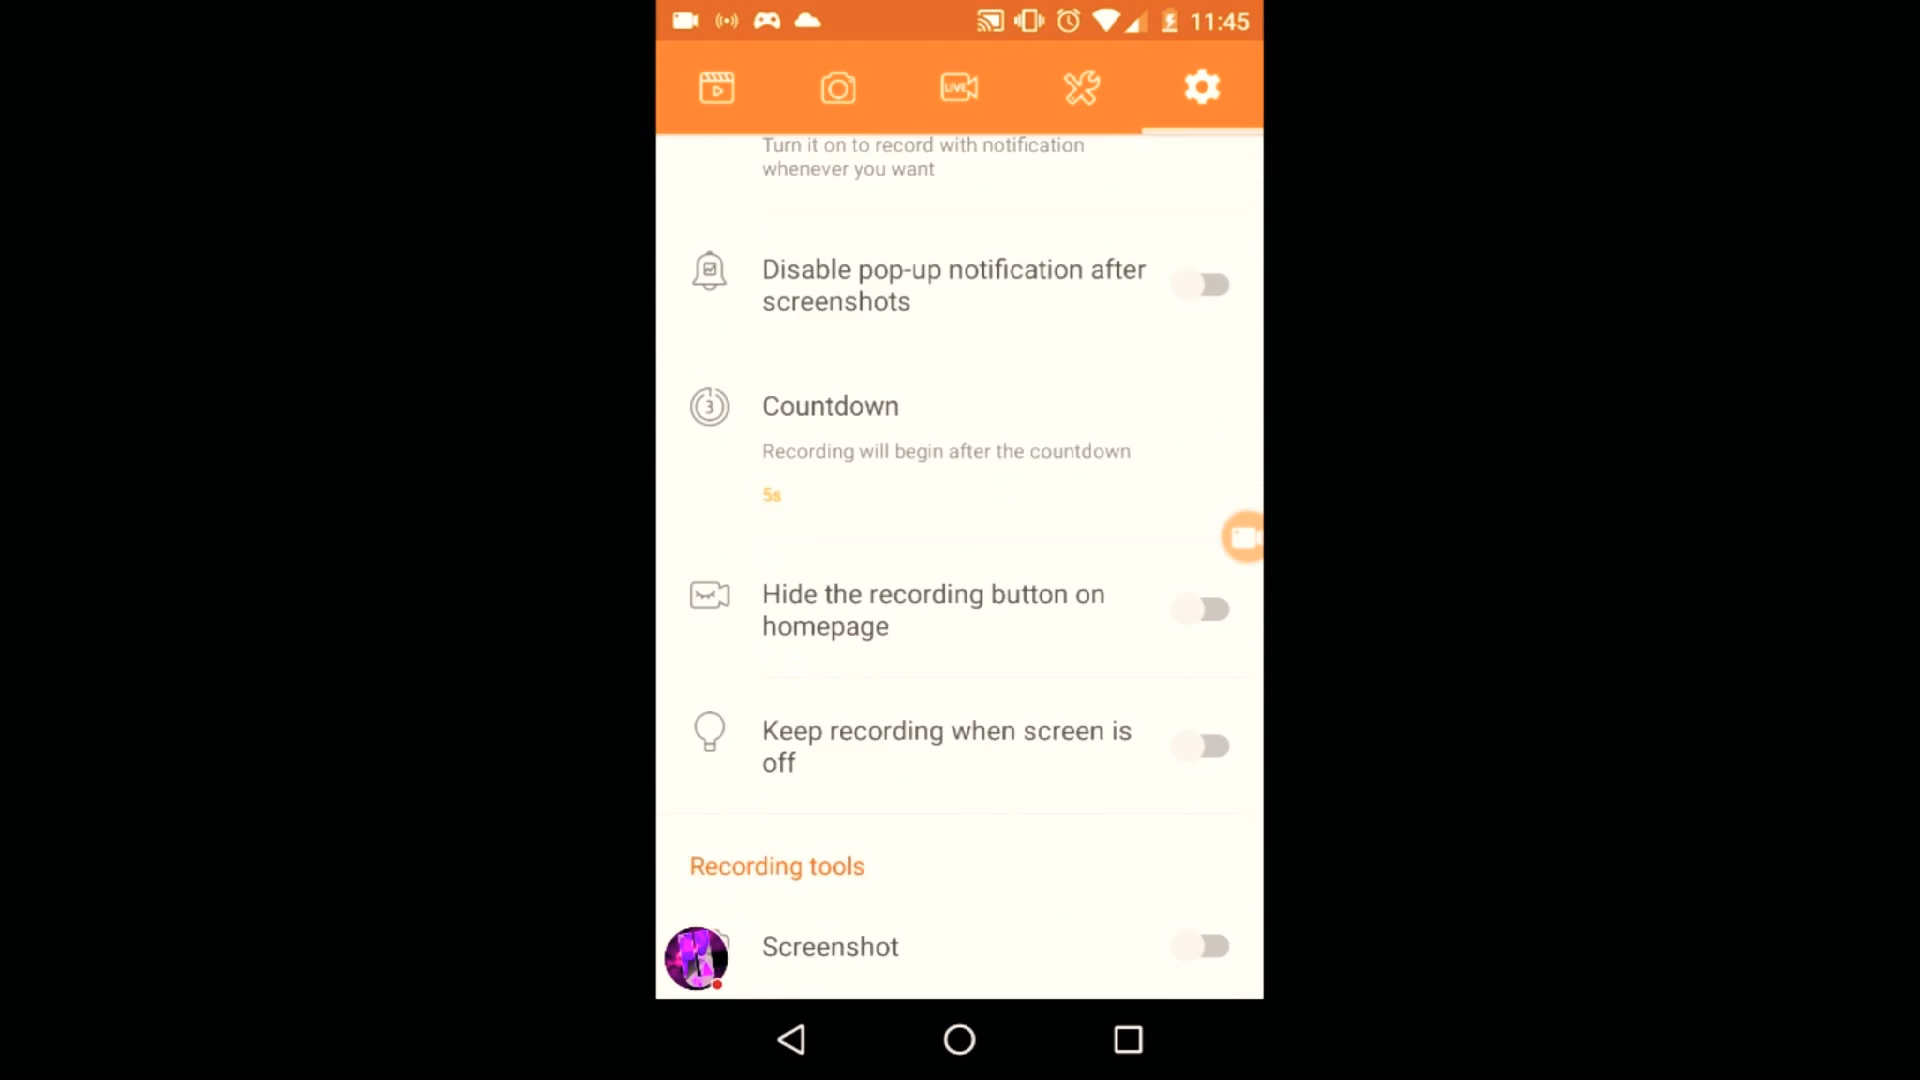 11:45
LIVE
Turn it on to record with notification
whenever you want
Disable pop-up notification after
screenshots
3
Countdown
Recording will begin after the countdown
5s
Hide the recording button on
homepage
Keep recording when screen is
off
Recording tools
Screenshot